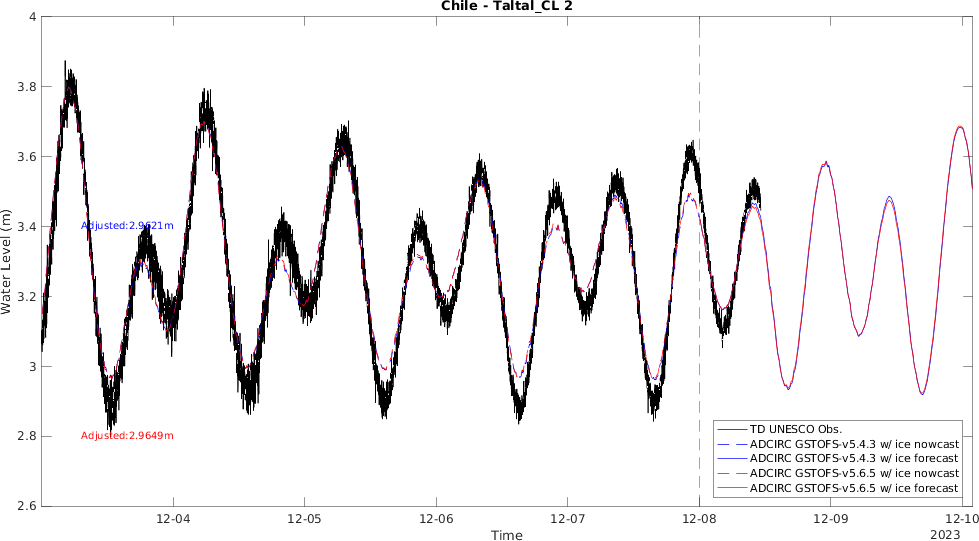 Chile - Taltal_CL 2
Water Level (m)
4
3.8
3.6
3.4
3.2
3
2.8
2.6
Adjusted:2.9621m
Adjusted:2.9649m
TD UNESCO Obs.
ADCIRC GSTOFS-v5.4.3 w/ ice nowcast
ADCIRC GSTOFS-v5.4.3 w/ ice forecast
ADCIRC GSTOFS-v5.6.5 w/ ice nowcast
ADCIRC GSTOFS-v5.6.5 w/ ice forecast
12-04 12-05 12-06 12-07 12-08 12-09 12-10
Time
2023